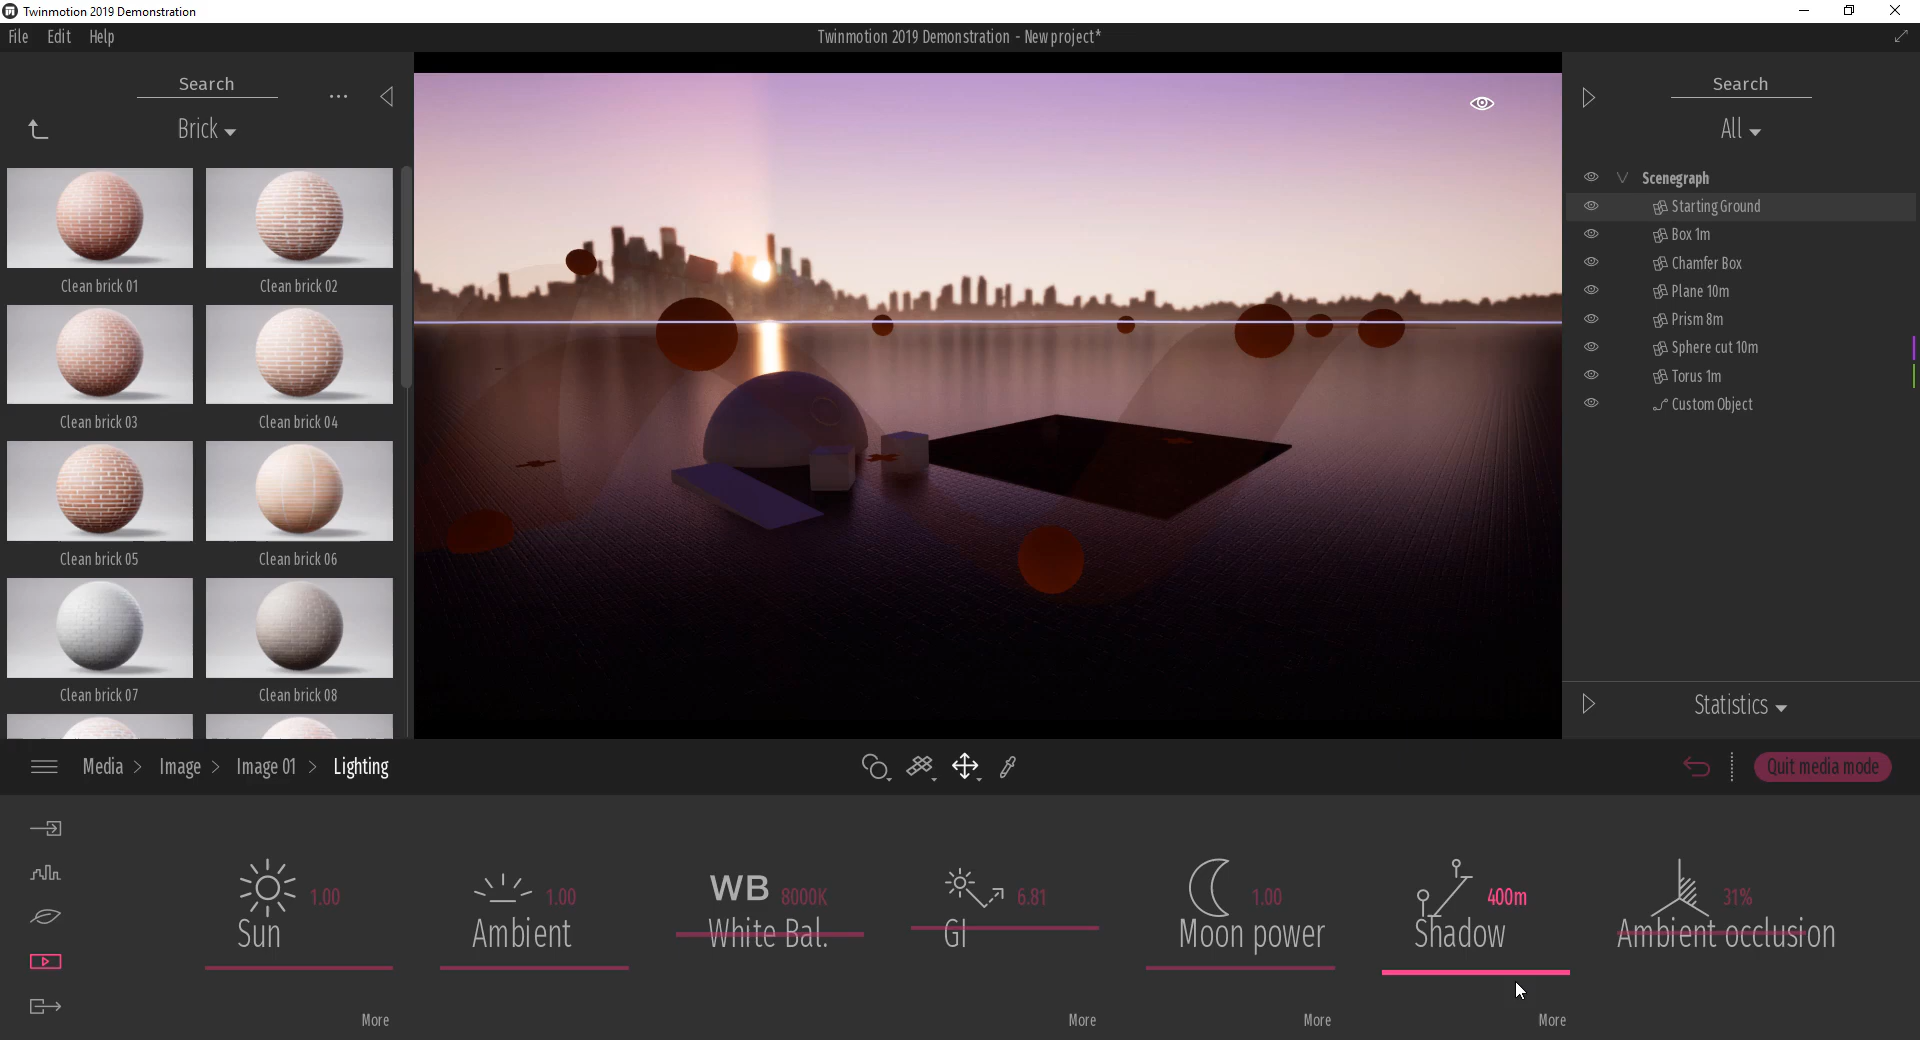 Twinmotion 2019 Demonstration
File Edit Help
Twinmotion 2019 Demonstration - New project*
Search
...
Brick
Clean brick 01
Clean brick 02
Clean brick 03
Clean brick 04
Clean brick 05
Clean brick 06
Clean brick 07
Clean brick 08
Search
All
Scenegraph
Starting Ground
Box 1m
Chamfer Box
Plane 10m
Prism 8m
Sphere cut 10m
Torus 1m
Custom Object
Statistics
Media > Image > Image 01 > Lighting
Quit media mode
1.00
Sun
More
1.00
Ambient
WB 8000K
White Bal.
6.81
GI
More
1.00
Moon power
More
400m
Shadow
More
31%
Ambient occlusion